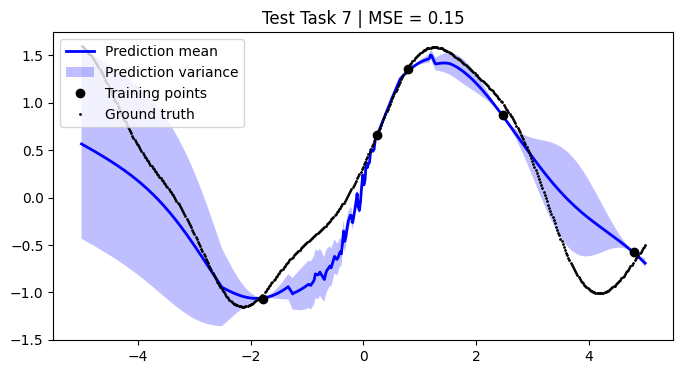 Test Task 7 | MSE = 0.15
Prediction mean
Prediction variance
Training points
Ground truth
1.5
1.0
0.5
0.0
−0.5
−1.0
−1.5
−4 −2 0 2 4